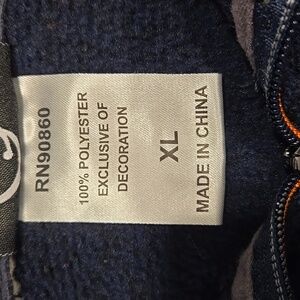 RN90860
100% POLYESTER
EXCLUSIVE OF
DECORATION
XL
MADE IN CHINA